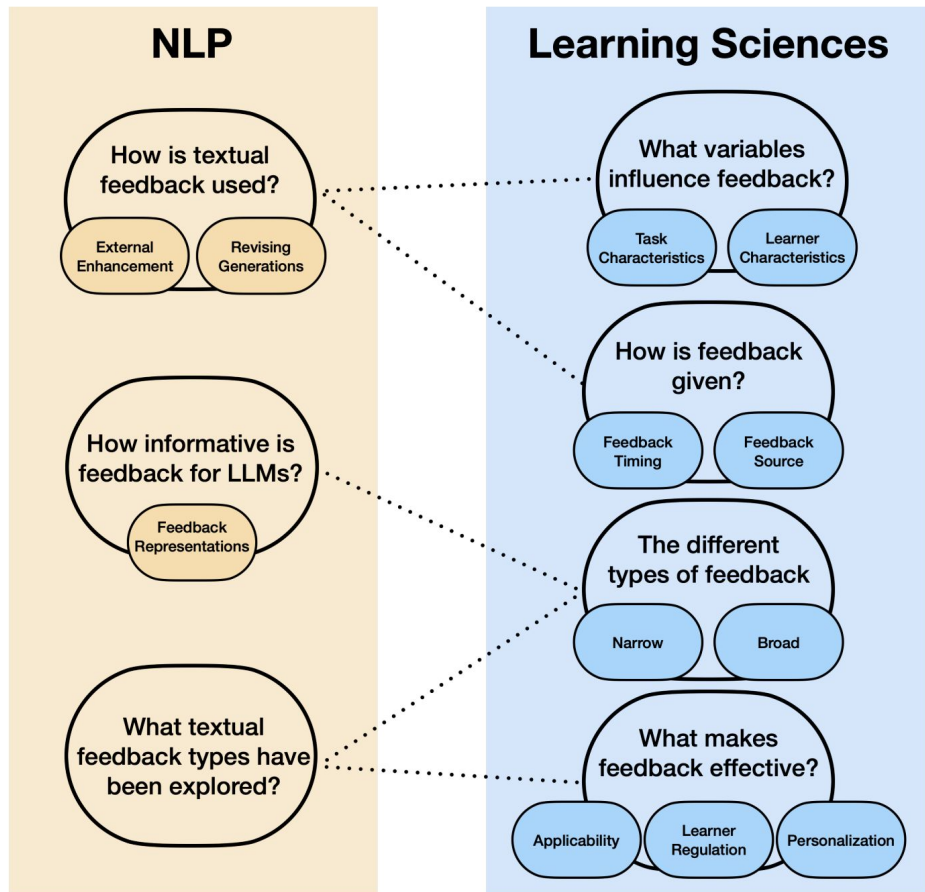 NLP
How is textual
feedback used?
External
Enhancement
Revising
Generations
How informative is
feedback for LLMs?
Feedback
Representations
What textual
feedback types have
been explored?
Learning Sciences
What variables
influence feedback?
Task
Characteristics
Learner
Characteristics
How is feedback
given?
Feedback
Timing
Feedback
Source
The different
types of feedback
Narrow
Broad
What makes
feedback effective?
Applicability
Learner
Regulation
Personalization